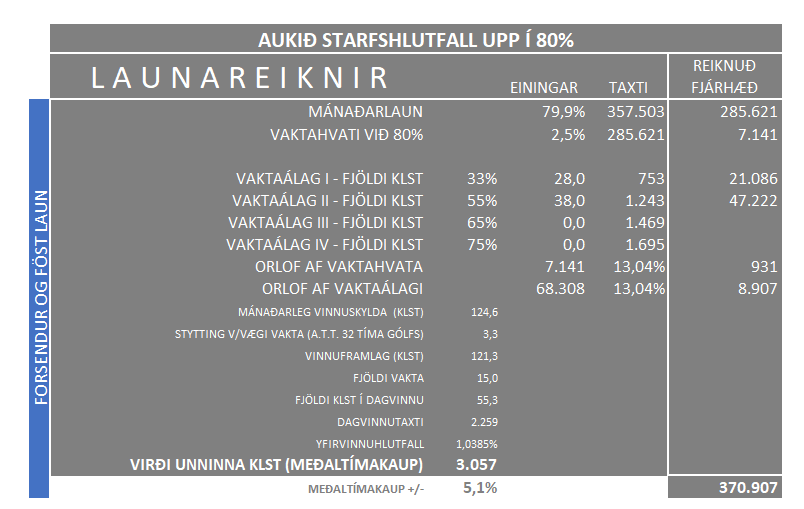 AUKIÐ STARFSHLUTFALL UPP Í 80%
LAUNAREIKNIR EININGAR TAXTI REIKNUÐ FJÁRHÆÐ
FORSENDUR OG FÖST LAUN
MÁNAÐARLAUN 79,9% 357.503 285.621
VAKTAHVATI VIÐ 80% 2,5% 285.621 7.141
VAKTAÁLAG I - FJÖLDI KLST 33% 28,0 753 21.086
VAKTAÁLAG II - FJÖLDI KLST 55% 38,0 1.243 47.222
VAKTAÁLAG III - FJÖLDI KLST 65% 0,0 1.469
VAKTAÁLAG IV - FJÖLDI KLST 75% 0,0 1.695
ORLOF AF VAKTAHVATA 7.141 13,04% 931
ORLOF AF VAKTAÁLAGI 68.308 13,04% 8.907
MÁNAÐARLEG VINNUSKYLDA (KLST) 124,6
STYTTING V/VÆGI VAKTA (A.T.T. 32 TÍMA GÓLFS) 3,3
VINNUFRAMLAG (KLST) 121,3
FJÖLDI VAKTA 15,0
FJÖLDI KLST Í DAGVINNU 55,3
DAGVINNUTAXTI 2.259
YFIRVINNUHLUTFALL 1,0385%
VIRÐI UNNINNA KLST (MEÐALTÍMAKAUP) 3.057
MEÐALTÍMAKAUP +/- 5,1% 370.907